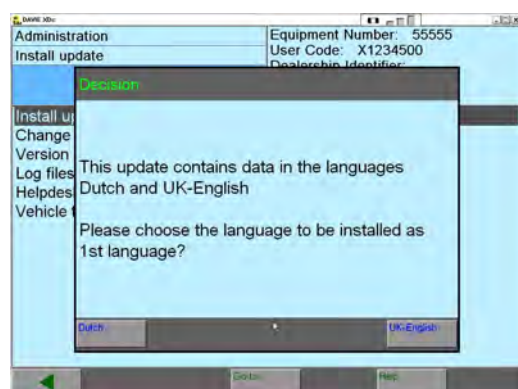 DAVIE XDc
Administration
Equipment Number: 55555
Install update
User Code: X1234500
Dealership Identifier:
Decision
Install up
Change
Version
Log files
Helpdes
Vehicle
This update contains data in the languages
Dutch and UK-English
Please choose the language to be installed as
1st language?
Dutch
UK-English
Go to
Help